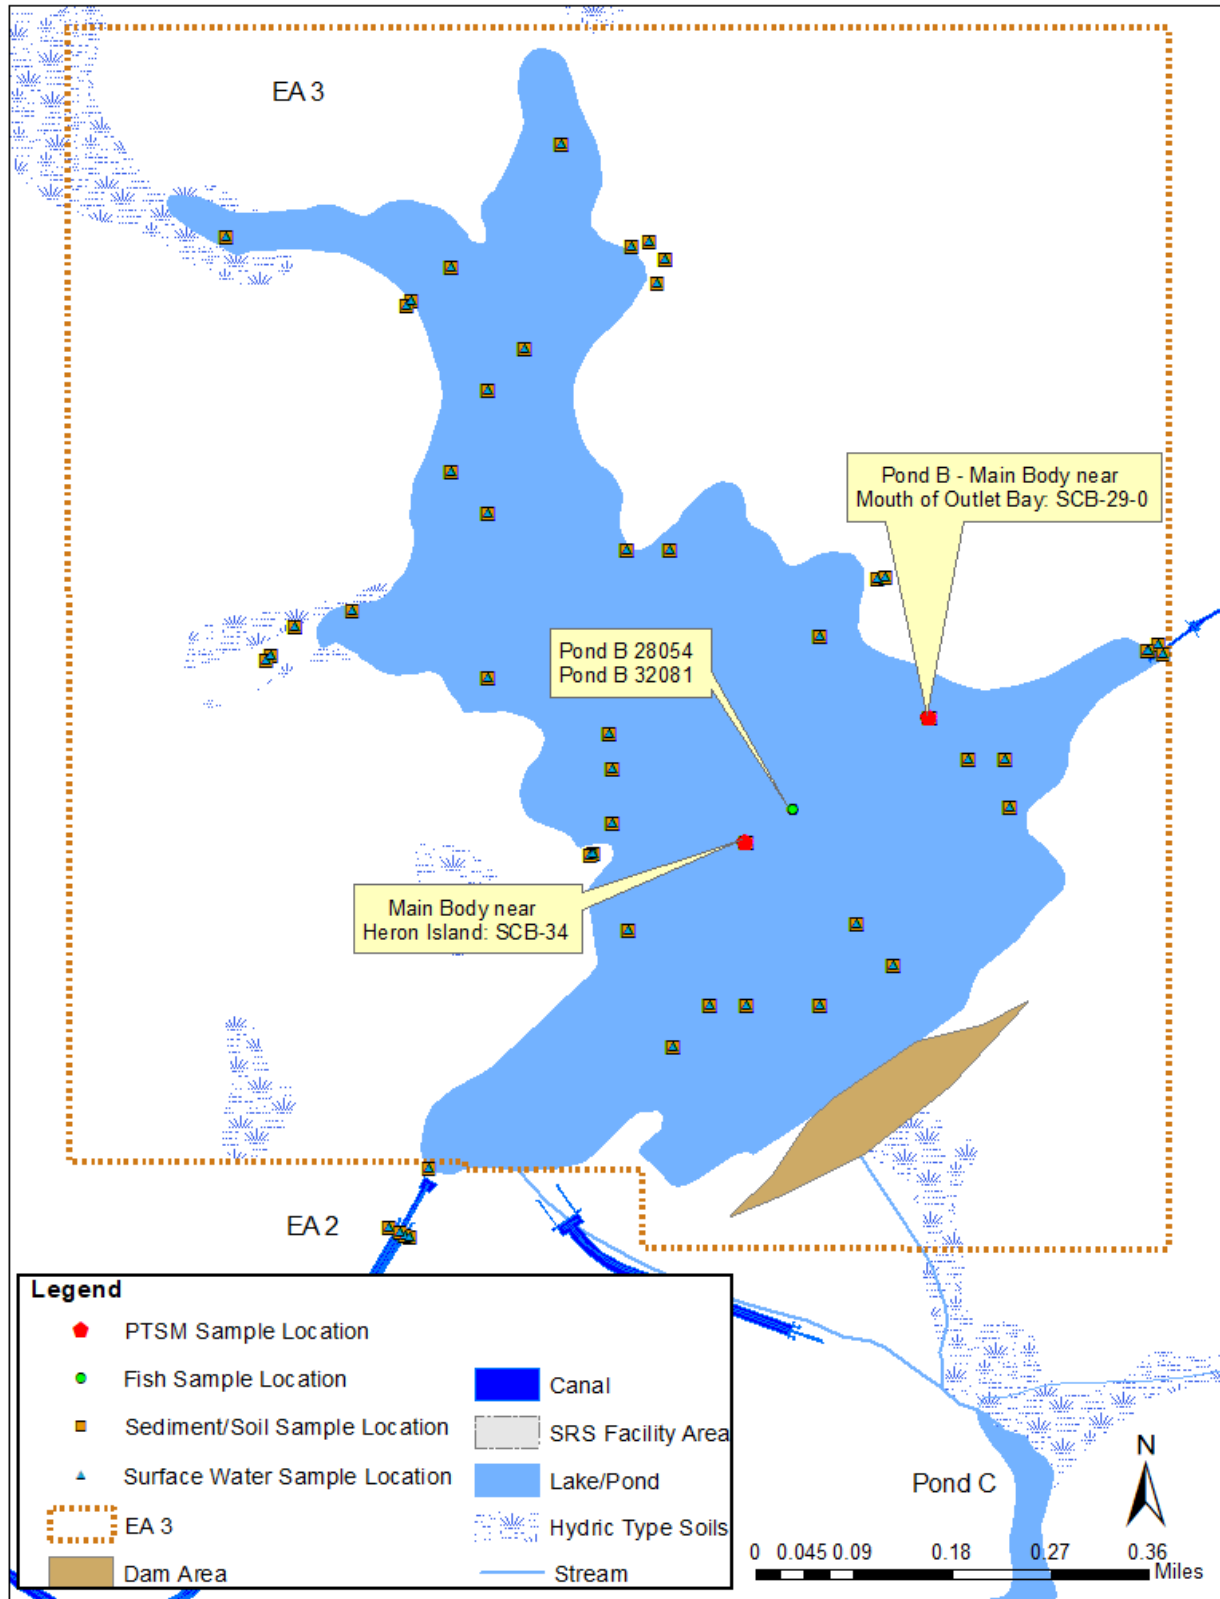 EA 3
Pond B - Main Body near
Mouth of Outlet Bay: SCB-29-0
Pond B 28054
Pond B 32081
Main Body near
Heron Island: SCB-34
EA 2
Legend
PTSM Sample Location
Fish Sample Location
Sediment/Soil Sample Location
Surface Water Sample Location
EA 3
Dam Area
Canal
SRS Facility Area
Lake/Pond
Hydric Type Soils
Stream
Pond C
N
0 0.045 0.09 0.18 0.27 0.36
Miles